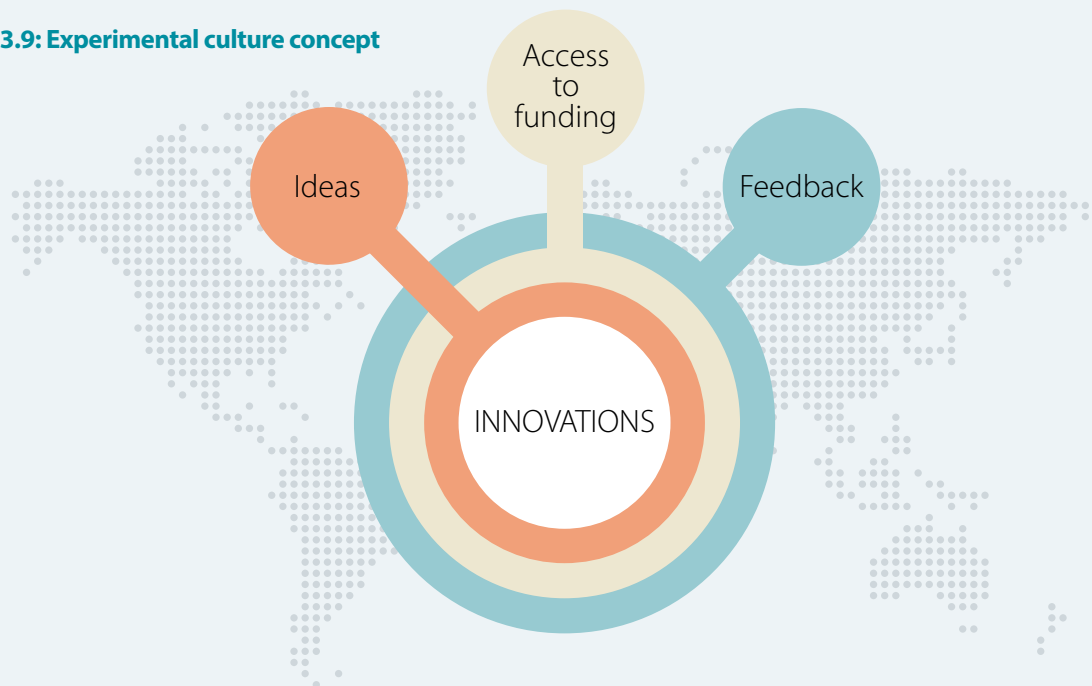 3.9: Experimental culture concept
Access
to
funding
Ideas
Feedback
INNOVATIONS